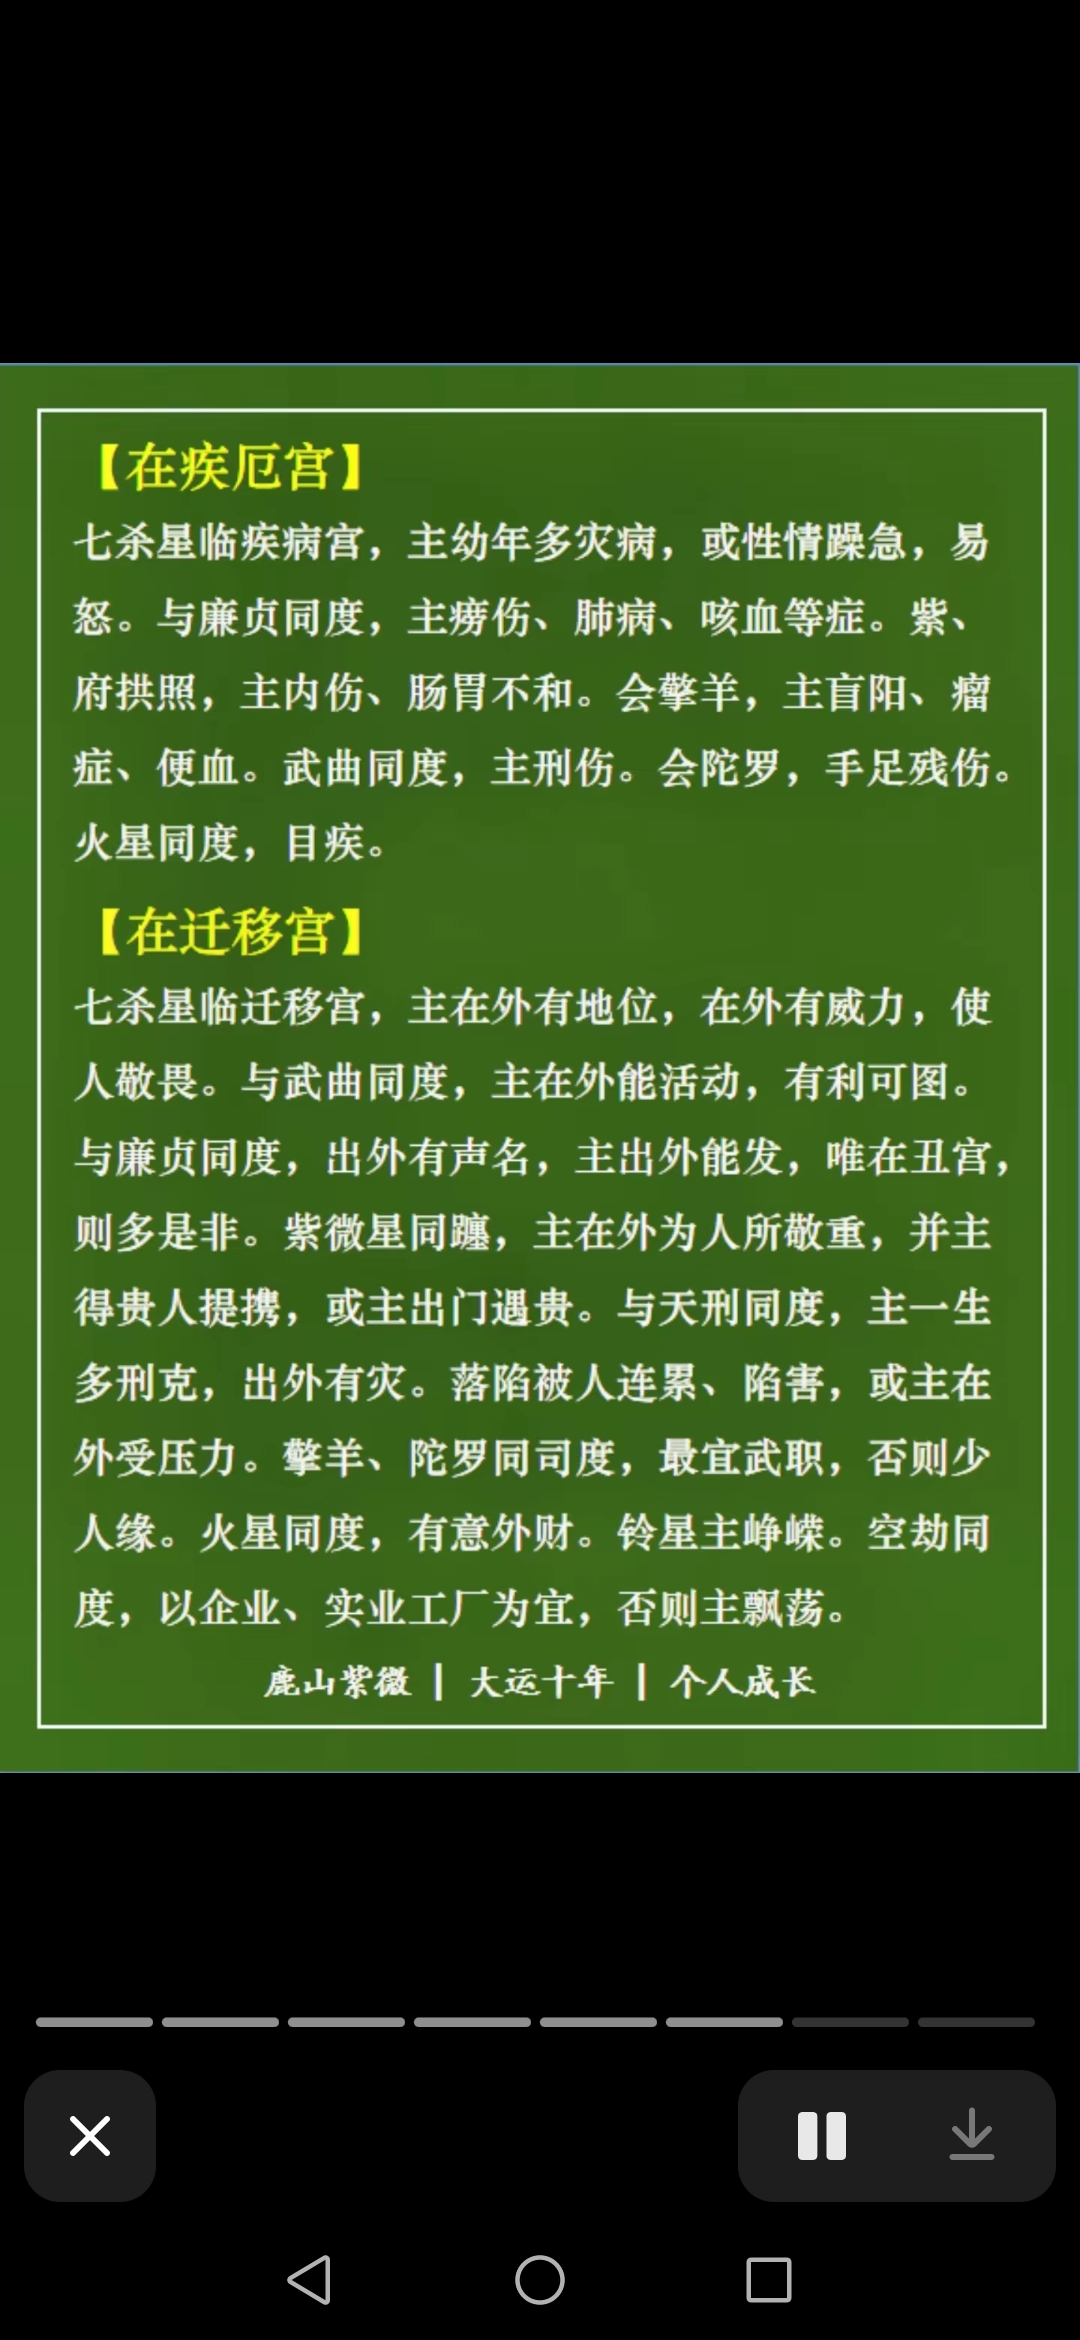 【在疾厄宫】
七杀星临疾病宫，主幼年多灾病，或性情躁急，易
怒。与廉贞同度，主痨伤、肺病、咳血等症。紫、
府拱照，主内伤、肠胃不和。会擎羊，主盲阳、瘤
症、便血。武曲同度，主刑伤。会陀罗，手足残伤。
火星同度，目疾。
【在迁移宫】
七杀星临迁移宫，主在外有地位，在外有威力，使
人敬畏。与武曲同度，主在外能活动，有利可图。
与廉贞同度，出外有声名，主出外能发，唯在丑宫，
则多是非。紫微星同躔，主在外为人所敬重，并主
得贵人提携，或主出门遇贵。与天刑同度，主一生
多刑克，出外有灾。落陷被人连累、陷害，或主在
外受压力。擎羊、陀罗同司度，最宜武职，否则少
人缘。火星同度，有意外财。铃星主峥嵘。空劫同
度，以企业、实业工厂为宜，否则主飘荡。
鹿山紫微 | 大运十年 | 个人成长